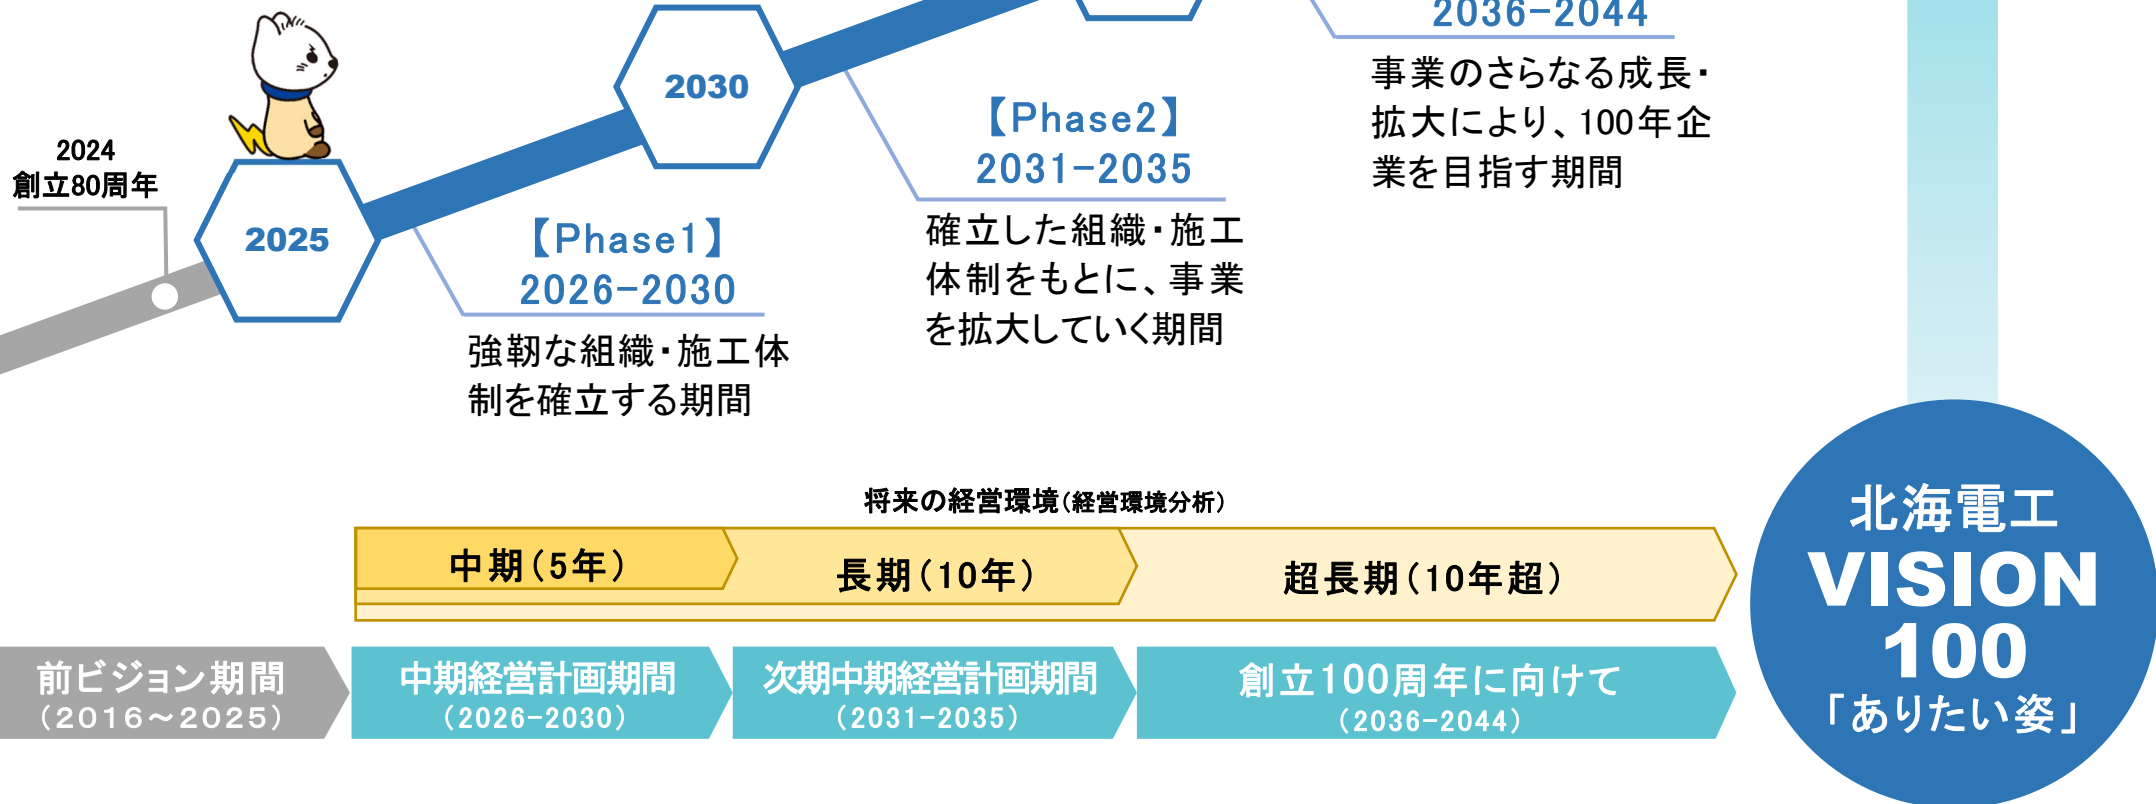 2024
創立80周年
2025
【Phase1】
2026-2030
強靭な組織・施工体
制を確立する期間
2030
【Phase2】
2031-2035
確立した組織・施工
体制をもとに、事業
を拡大していく期間
2036-2044
事業のさらなる成長・
拡大により、100年企
業を目指す期間
将来の経営環境(経営環境分析)
中期(5年)
長期(10年)
超長期(10年超)
前ビジョン期間
(2016～2025)
中期経営計画期間
(2026-2030)
次期中期経営計画期間
(2031-2035)
創立100周年に向けて
(2036-2044)
北海電工
VISION
100
「ありたい姿」